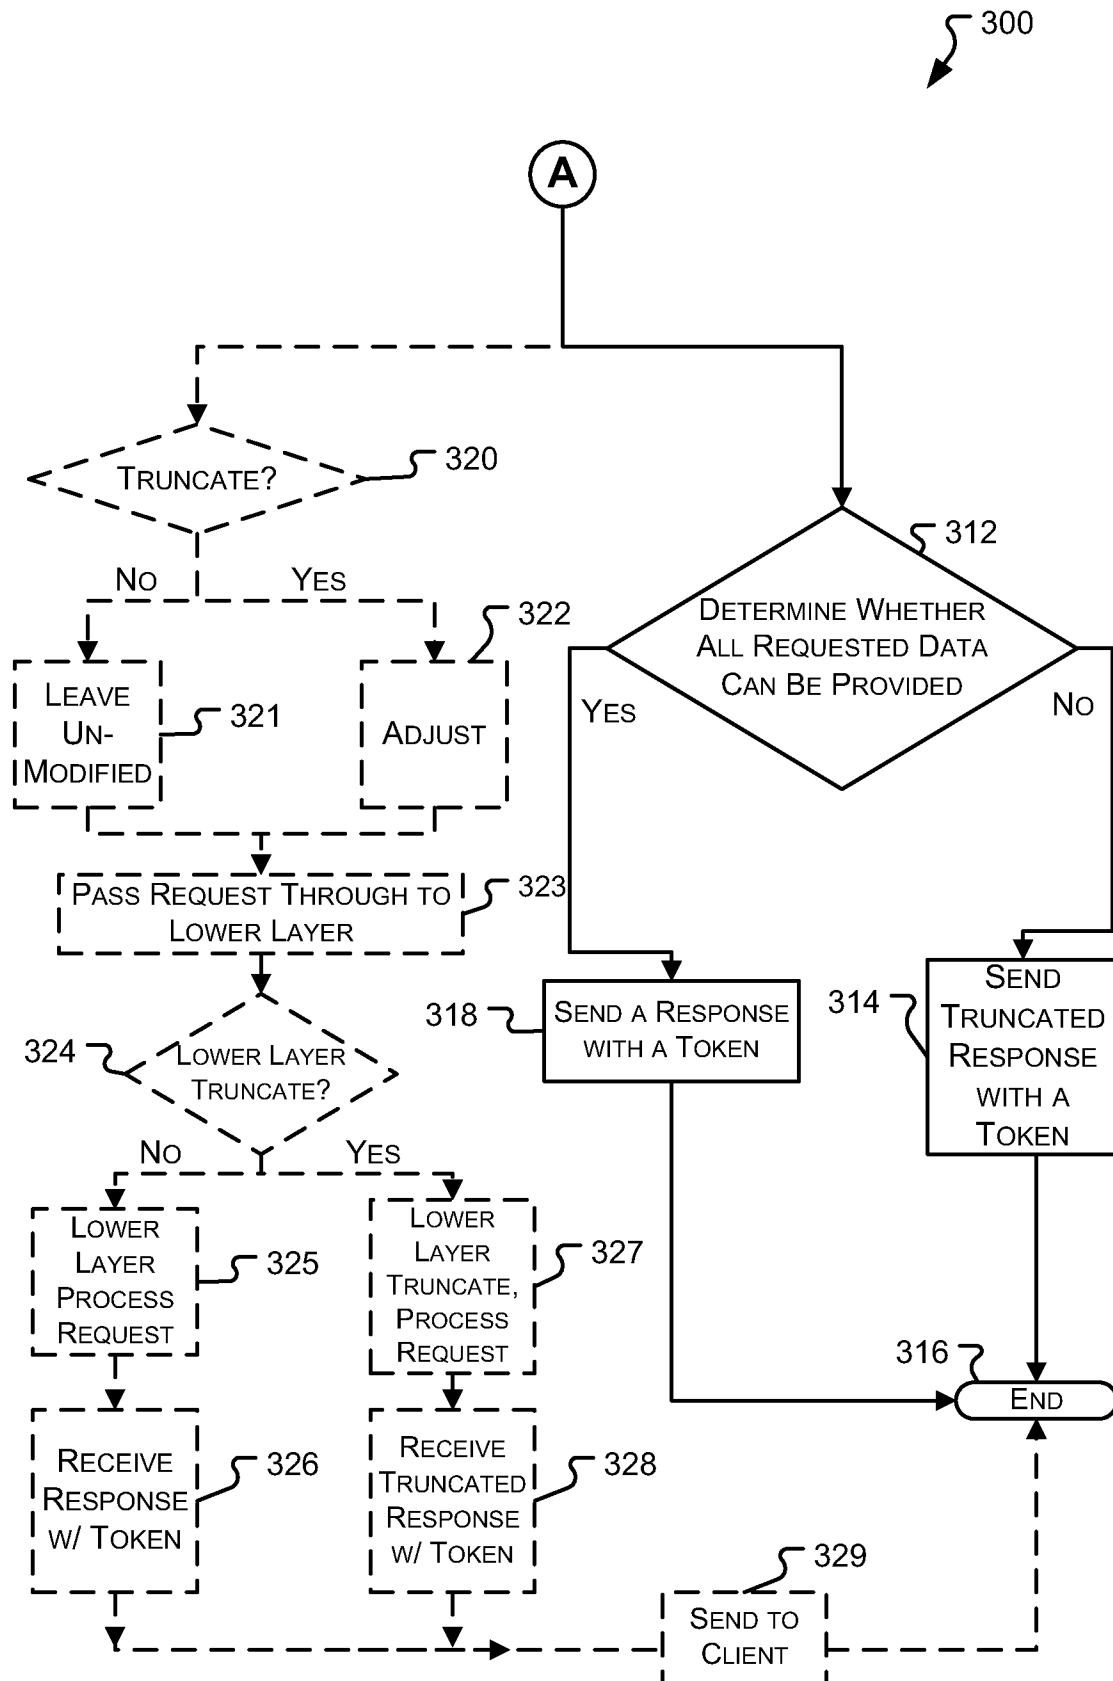 300
A
TRUNCATE?
320
312
NO
YES
322
DETERMINE WHETHER
ALL REQUESTED DATA
CAN BE PROVIDED
LEAVE
UN-
MODIFIED
321
ADJUST
YES
NO
PASS REQUEST THROUGH TO
LOWER LAYER
323
318
SEND A RESPONSE
WITH A TOKEN
314
SEND
TRUNCATED
RESPONSE
WITH A
TOKEN
324
LOWER LAYER
TRUNCATE?
NO
YES
LOWER
LAYER
PROCESS
REQUEST
325
LOWER
LAYER
TRUNCATE,
PROCESS
REQUEST
327
316
END
RECEIVE
RESPONSE
W/ TOKEN
326
RECEIVE
TRUNCATED
RESPONSE
W/ TOKEN
328
329
SEND TO
CLIENT